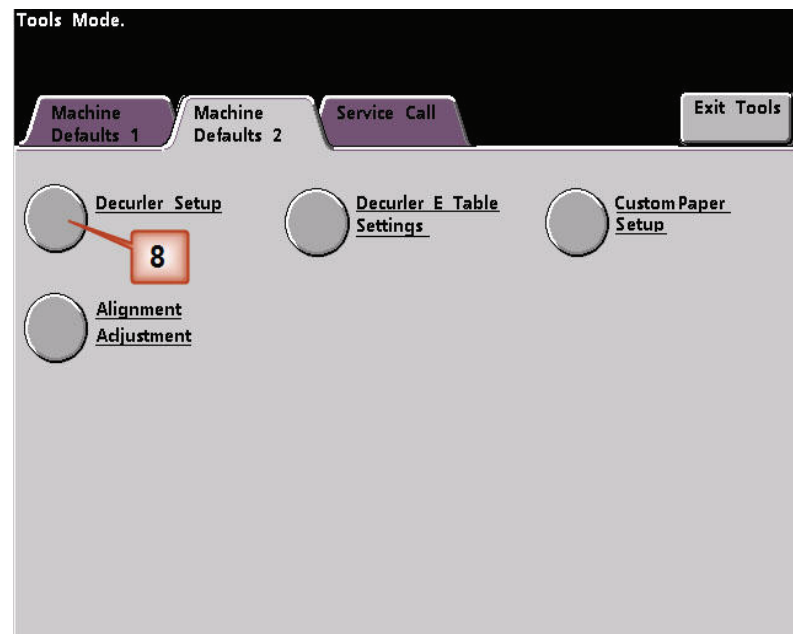 Tools Mode.
Machine
Defaults 1
Machine
Defaults 2
Service Call
Exit Tools
Decurler Setup
Decurler E Table
Settings
Custom Paper
Setup
8
Alignment
Adjustment